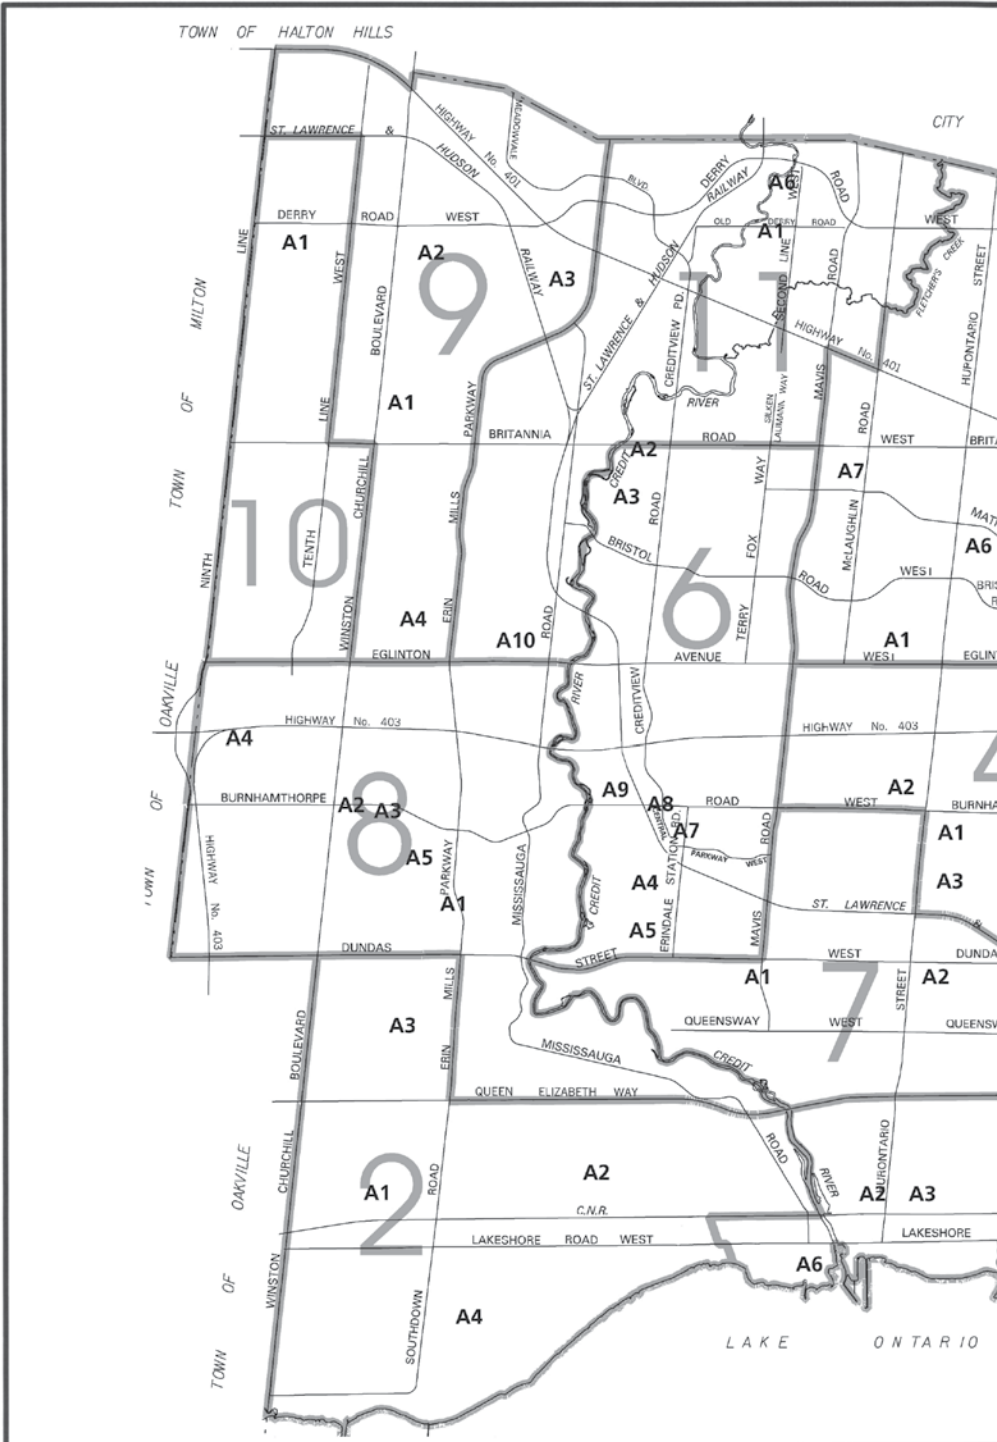 TOWN OF HALTON HILLS
CITY
ST. LAWRENCE &
HUDSON
RAILWAY
HIGHWAY No. 401
MEADOWVALE
BLVD.
DERRY
RAILWAY
A6
WEST
ROAD
DERRY ROAD WEST
OLD DERRY ROAD
WEST
A1
A2
A3
A1
LINE
WEST
BOULEVARD
9
11
ST. LAWRENCE & HUDSON
CREDITVIEW
SECOND LINE
ROAD
FLETCHER'S CREEK
STREET
MILTON
OF
TOWN
HIGHWAY No. 401
HURONTARIO
A1
LINE
PARKWAY
RIVER
SILKEN
LAUMANN WAY
MAVIS
ROAD
BRITANNIA ROAD WEST
A2
CREDIT
A3
A7
CHURCHILL
MILLS
ROAD
WAY
10
TENTH
BRISTOL
FOX
McLAUGHLIN
A6
6
ROAD
WEST
NINTH
WINSTON
A4
ERIN
A10
ROAD
TERRY
A1
EGLINTON
AVENUE
WEST
OAKVILLE
OF
TOWN
RIVER
CREDITVIEW
HIGHWAY No. 403
HIGHWAY No. 403
A4
A9
A2
4
BURNHAMTHORPE
A2
A3
8
A8
ROAD
WEST
CENTRAL
RD.
A7
ROAD
A1
HIGHWAY No. 403
A5
PARKWAY
MISSISSAUGA
PARKWAY WEST
STATION
A4
A3
A1
CREDIT
ST. LAWRENCE
&
A5
ERINDALE
MAVIS
DUNDAS
STREET
WEST
MILLS
A1
7
STREET
A2
BOULEVARD
A3
ERIN
QUEENSWAY
WEST
MISSISSAUGA
CREDIT
QUEEN ELIZABETH WAY
OAKVILLE
OF
TOWN
CHURCHILL
2
A1
ROAD
A2
ROAD
RIVER
HURONTARIO
A2
A3
C.N.R.
LAKESHORE ROAD WEST
LAKESHORE
WINSTON
A6
SOUTHDOWN
A4
LAKE ONTARIO